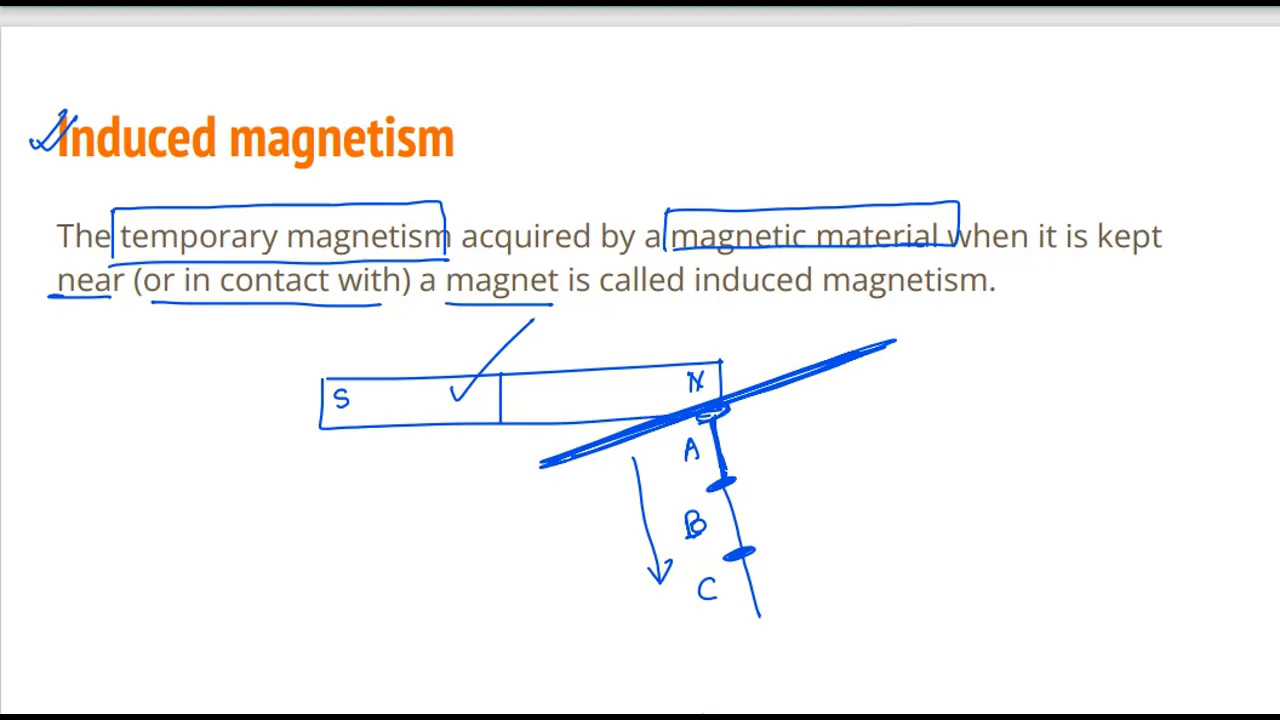 Induced magnetism
The temporary magnetism acquired by a magnetic material when it is kept
near (or in contact with) a magnet is called induced magnetism.
S
N
A
B
C